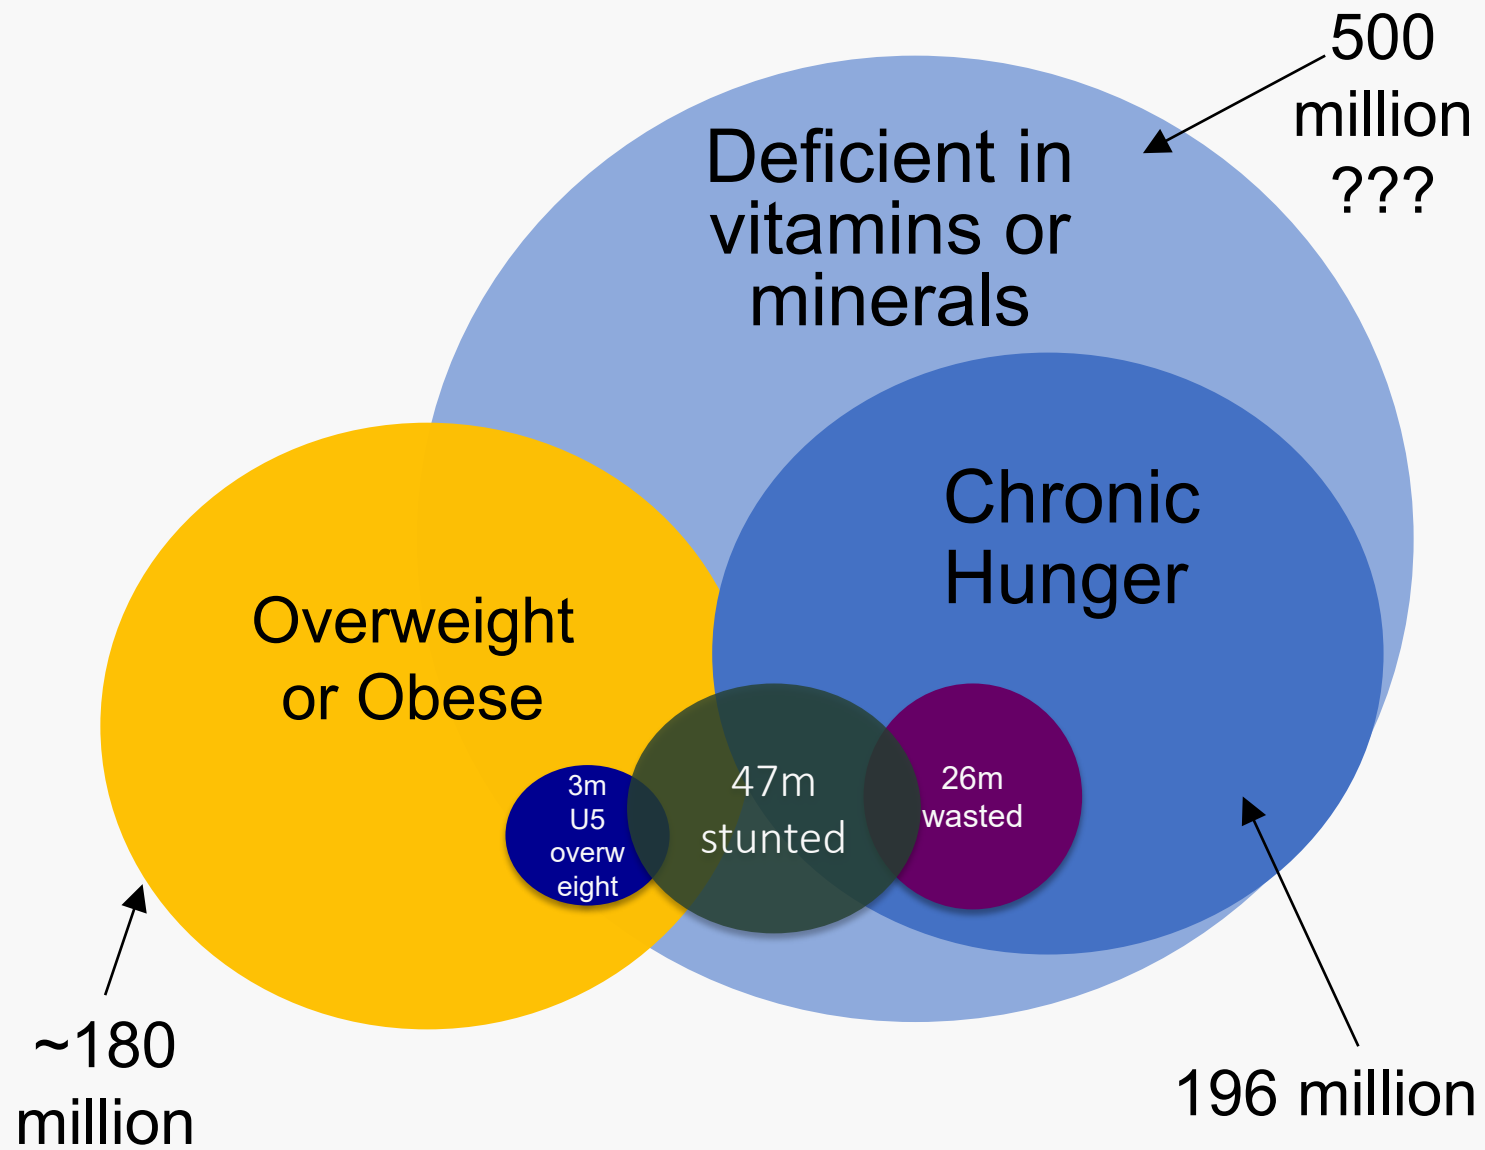 500
million
???
Deficient in
vitamins or
minerals
Chronic
Hunger
Overweight
or Obese
3m
U5
overw
eight
47m
stunted
26m
wasted
~180
million
196 million